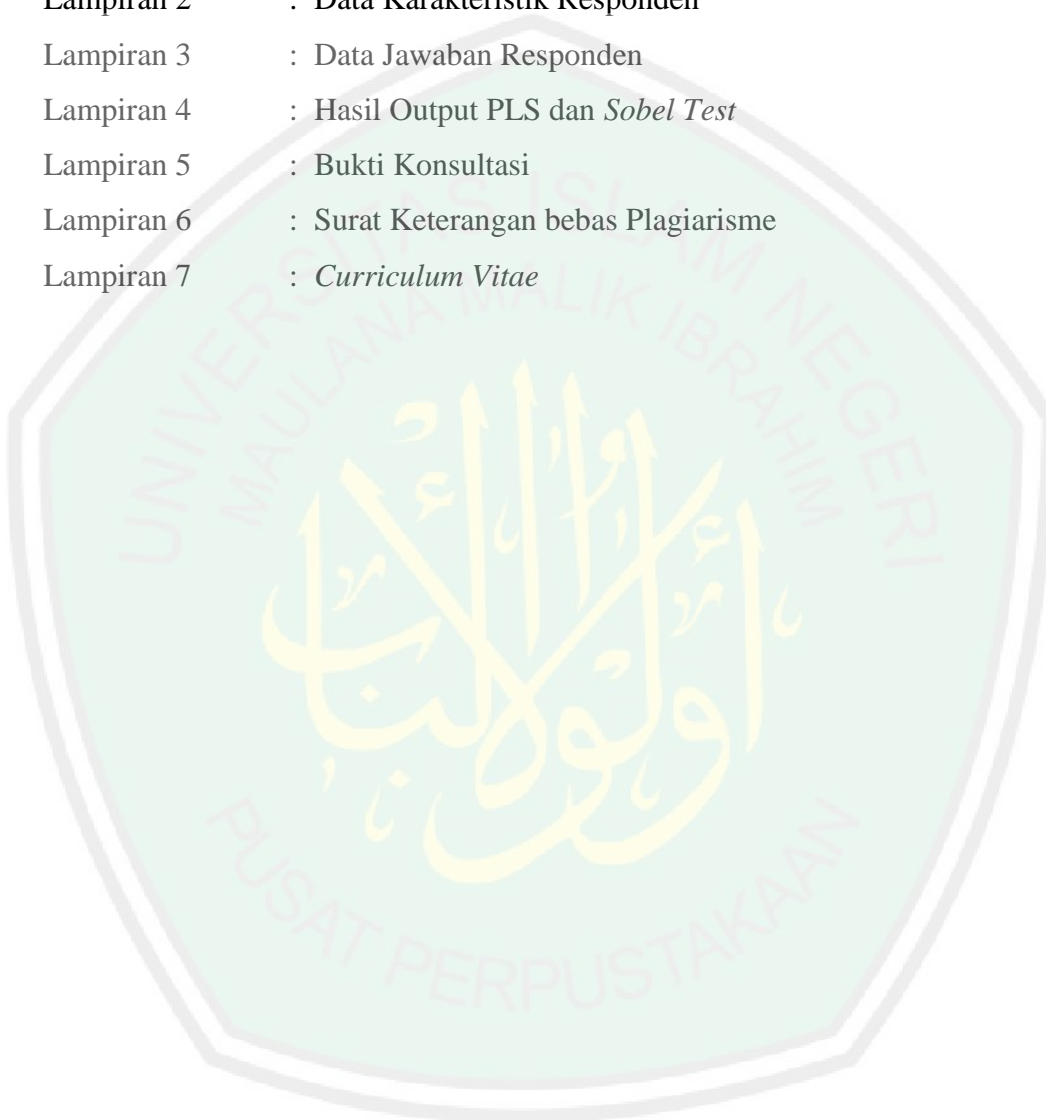 Lampiran 2 : Data Karakteristik Responden
Lampiran 3 : Data Jawaban Responden
Lampiran 4 : Hasil Output PLS dan Sobel Test
Lampiran 5 : Bukti Konsultasi
Lampiran 6 : Surat Keterangan bebas Plagiarisme
Lampiran 7 : Curriculum Vitae
UNIVERSITAS ISLAM NEGERI
MAULANA MALIK IBRAHIM
أولوا الألباب
PUSAT PERPUSTAKAAN